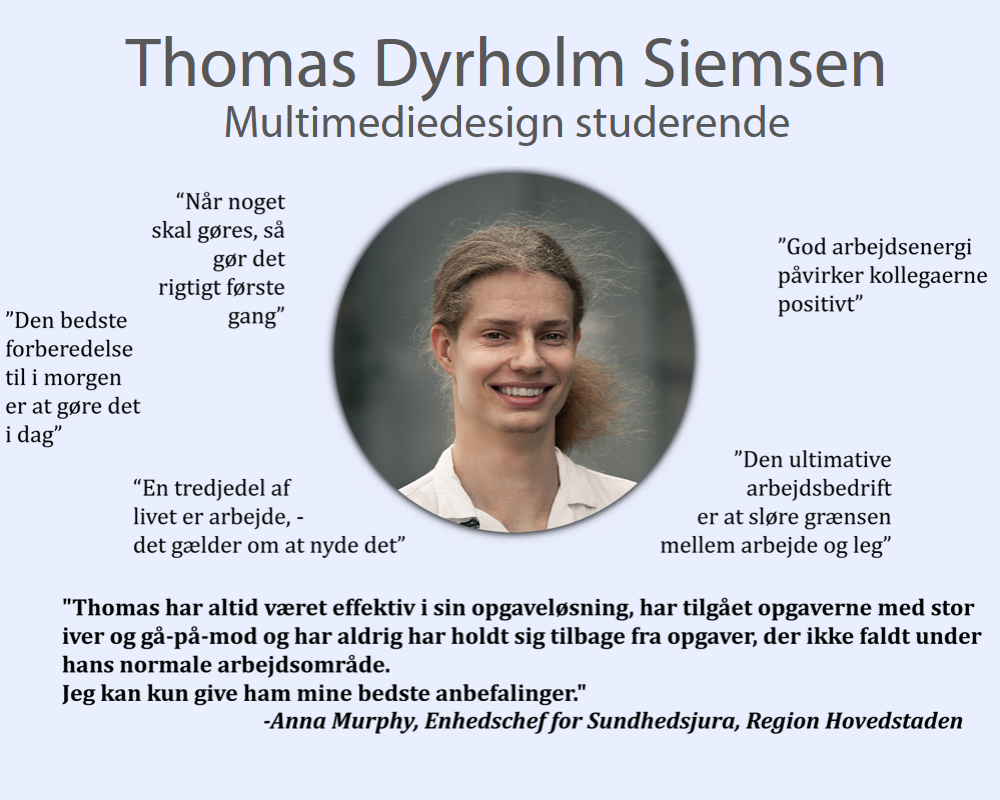 Thomas Dyrholm Siemsen
Multimediedesign studerende
“Når noget
skal gøres, så
gør det
rigtigt første
gang”
”God arbejdsenergi
påvirker kollegaerne
positivt”
”Den bedste
forberedelse
til i morgen
er at gøre det
i dag”
“En tredjedel af
livet er arbejde, -
det gælder om at nyde det”
”Den ultimative
arbejdsbedrift
er at sløre grænsen
mellem arbejde og leg”
"Thomas har altid været effektiv i sin opgaveløsning, har tilgået opgaverne med stor
iver og gå-på-mod og har aldrig har holdt sig tilbage fra opgaver, der ikke faldt under
hans normale arbejdsområde.
Jeg kan kun give ham mine bedste anbefalinger."
-Anna Murphy, Enhedschef for Sundhedsjura, Region Hovedstaden